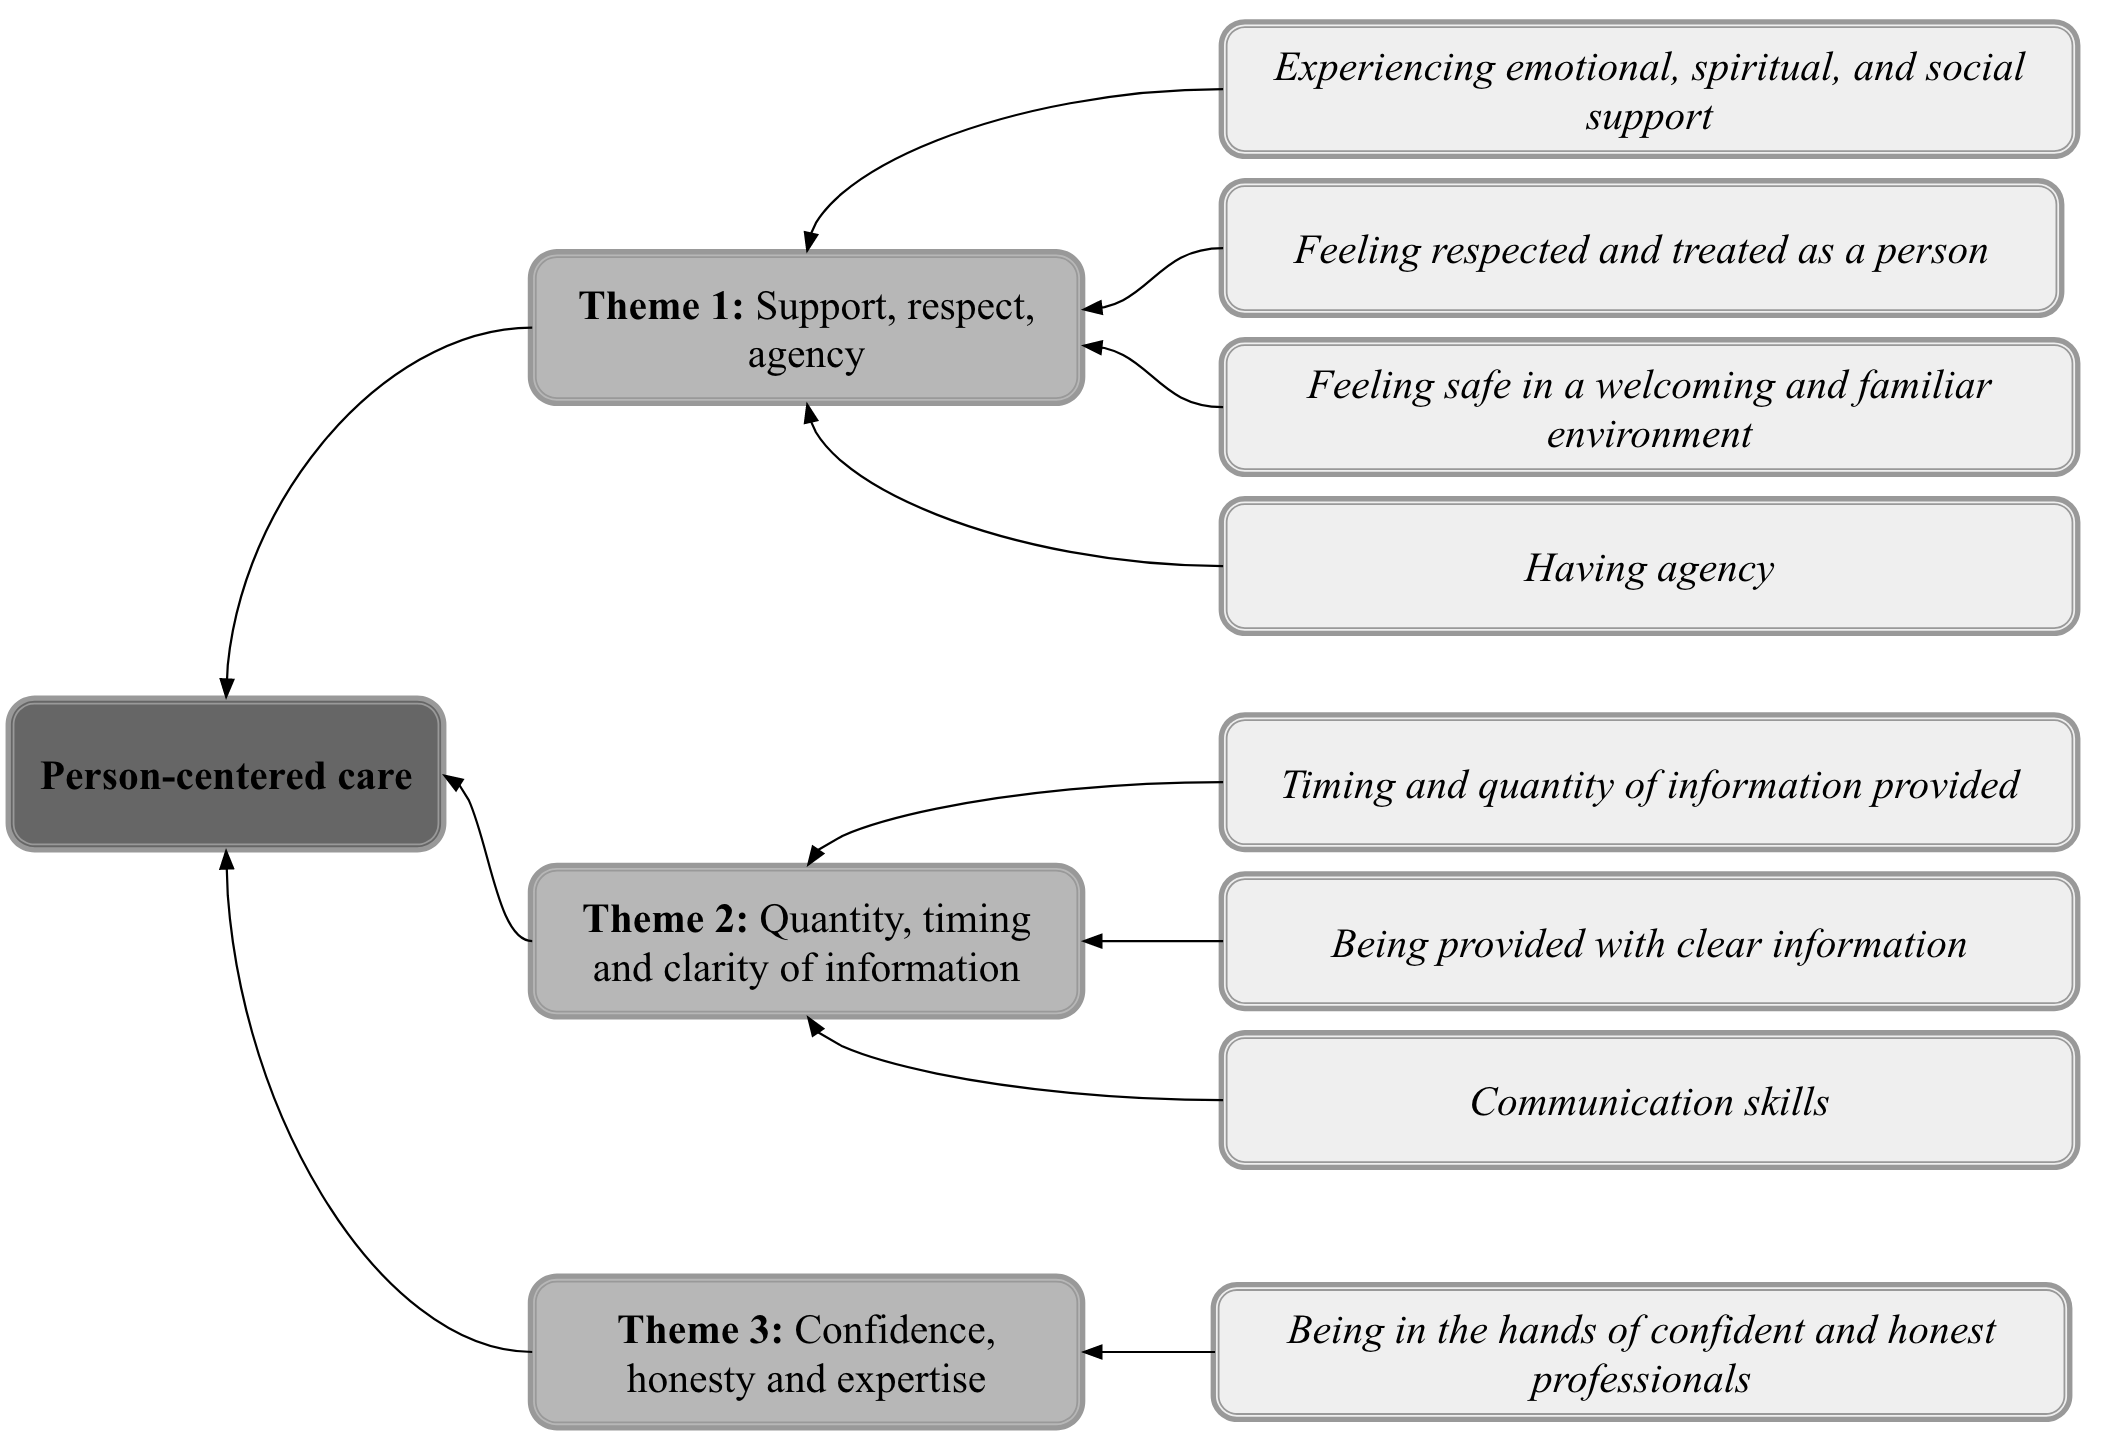 Experiencing emotional, spiritual, and social
support
Feeling respected and treated as a person
Theme 1: Support, respect,
agency
Feeling safe in a welcoming and familiar
environment
Having agency
Person-centered care
Timing and quantity of information provided
Theme 2: Quantity, timing
and clarity of information
Being provided with clear information
Communication skills
Theme 3: Confidence,
honesty and expertise
Being in the hands of confident and honest
professionals